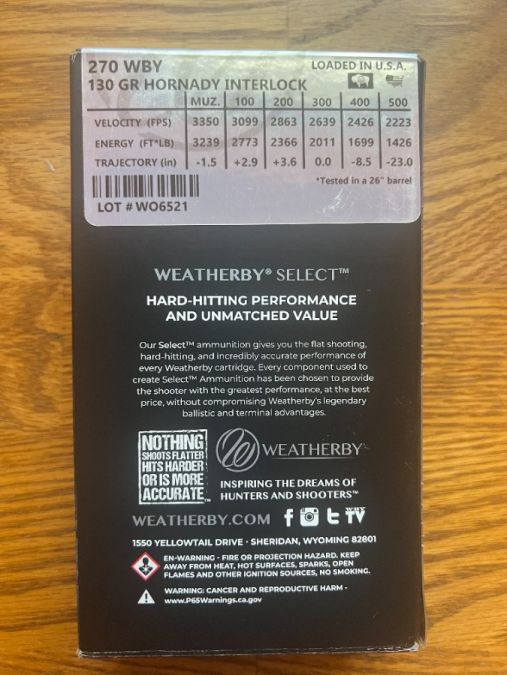 270 WBY LOADED IN U.S.A.
130 GR HORNADY INTERLOCK
MUZ. 100 200 300 400 500
VELOCITY (FPS) 3350 3099 2863 2639 2426 2223
ENERGY (FT*LB) 3239 2773 2366 2011 1699 1426
TRAJECTORY (in) -1.5 +2.9 +3.6 0.0 -8.5 -23.0
*Tested in a 26" barrel
LOT # WO6521
WEATHERBY® SELECT™
HARD-HITTING PERFORMANCE
AND UNMATCHED VALUE
Our Select™ ammunition gives you the flat shooting,
hard-hitting, and incredibly accurate performance of
every Weatherby cartridge. Every component used to
create Select™ Ammunition has been chosen to provide
the shooter with the greatest performance, at the best
price, without compromising Weatherby's legendary
ballistic and terminal advantages.
NOTHING
SHOOTS FLATTER
HITS HARDER
OR IS MORE
ACCURATE™
WEATHERBY®
INSPIRING THE DREAMS OF
HUNTERS AND SHOOTERS™
WEATHERBY.COM f t WBY TV
1550 YELLOWTAIL DRIVE · SHERIDAN, WYOMING 82801
EN-WARNING - FIRE OR PROJECTION HAZARD. KEEP
AWAY FROM HEAT, HOT SURFACES, SPARKS, OPEN
FLAMES AND OTHER IGNITION SOURCES, NO SMOKING.
WARNING: CANCER AND REPRODUCTIVE HARM -
www.P65Warnings.ca.gov